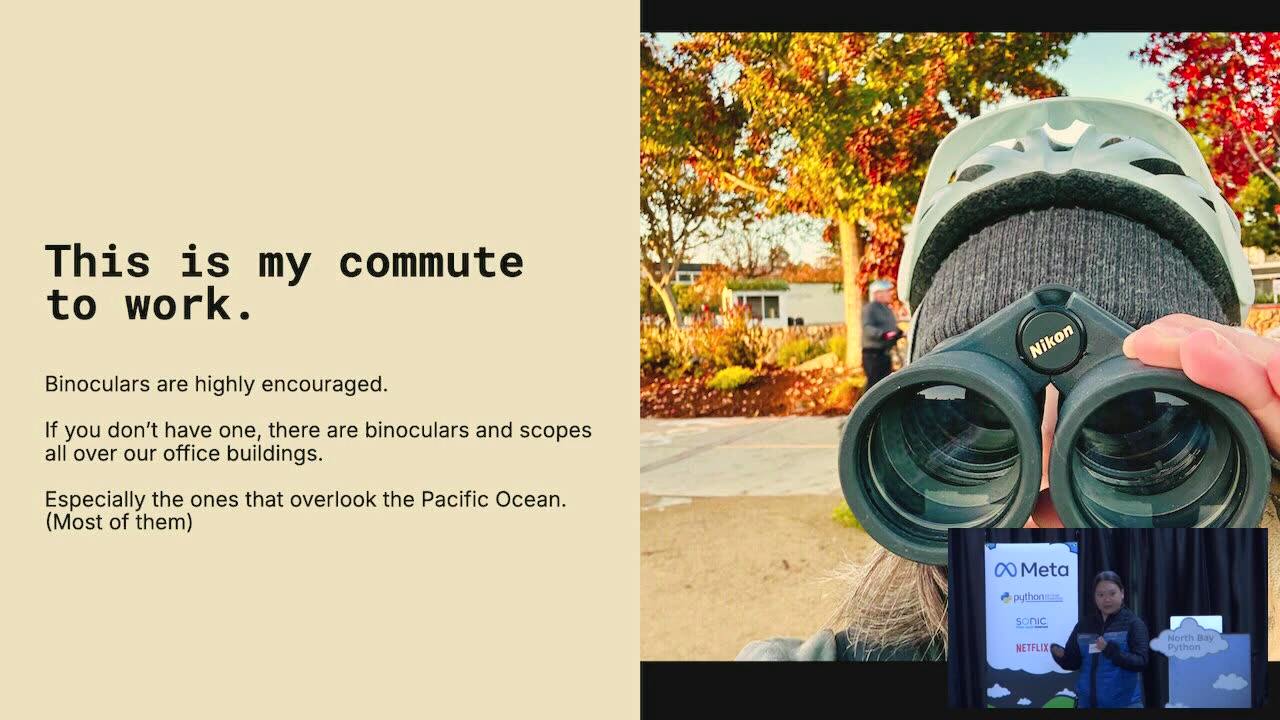 This is my commute
to work.
Binoculars are highly encouraged.
If you don’t have one, there are binoculars and scopes
all over our office buildings.
Especially the ones that overlook the Pacific Ocean.
(Most of them)
Nikon
Meta
python
sonic
NETFLIX
North Bay
Python